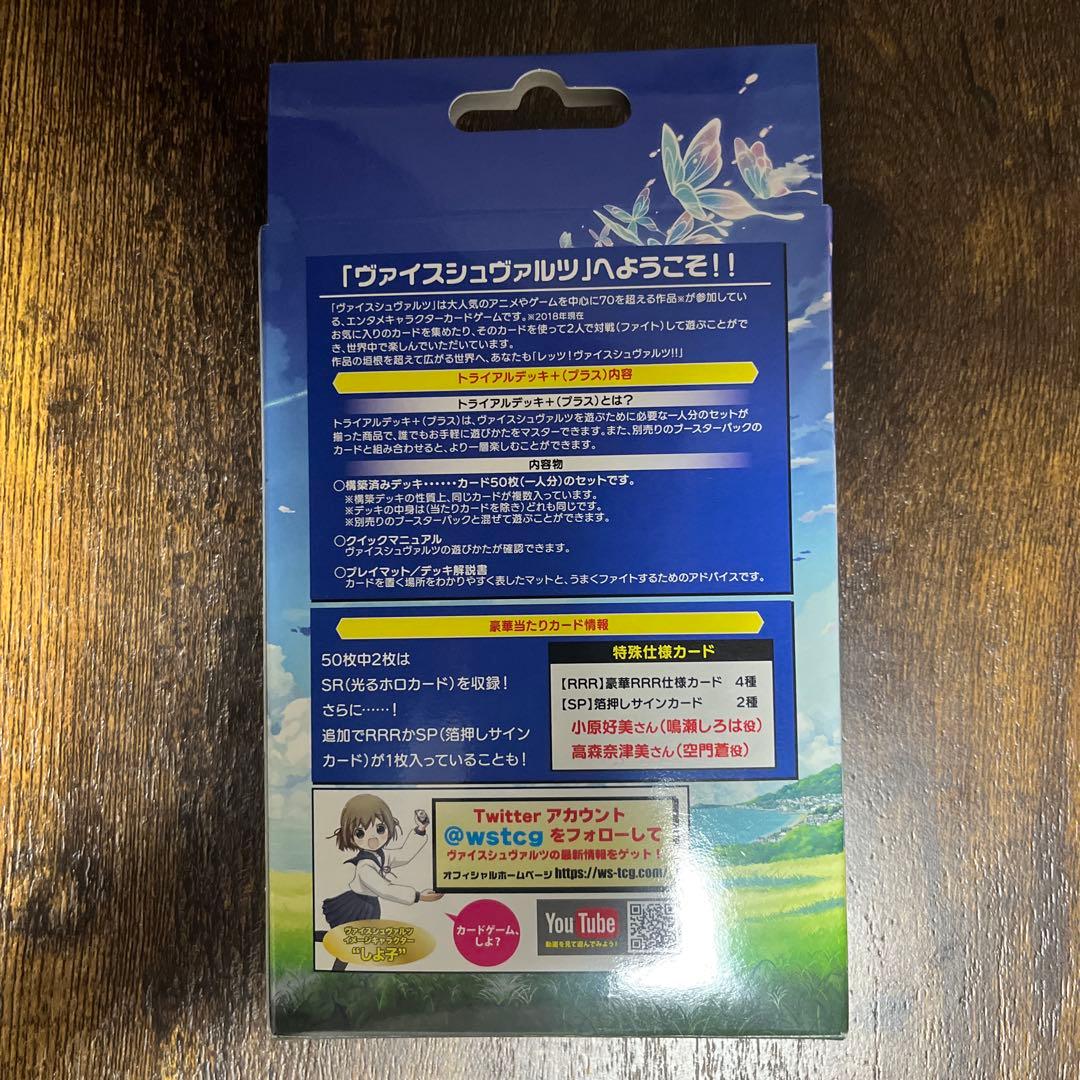 「ヴァイスシュヴァルツ」へようこそ!!
「ヴァイスシュヴァルツ」は大人気のアニメやゲームを中心に70を超える作品※が参加してい
る、エンタメキャラクターカードゲームです。※2018年現在
お気に入りのカードを集めたり、そのカードを使って2人で対戦(ファイト)して遊ぶことがで
き、世界中で楽しんでいただいています。
作品の垣根を超えて広がる世界へ、あなたも「レッツ!ヴァイスシュヴァルツ!!」
トライアルデッキ+(プラス)内容
トライアルデッキ+(プラス)とは?
トライアルデッキ+(プラス)は、ヴァイスシュヴァルツを遊ぶために必要な一人分のセットが
揃った商品で、誰でもお手軽に遊びかたをマスターできます。また、別売りのブースターパックの
カードと組み合わせると、より一層楽しむことができます。
内容物
○構築済みデッキ・・・・・・カード50枚(一人分)のセットです。
※構築デッキの性質上、同じカードが複数入っています。
※デッキの中身は(当たりカードを除き)どれも同じです。
※別売りのブースターパックと混ぜて遊ぶことができます。
○クイックマニュアル
ヴァイスシュヴァルツの遊びかたが確認できます。
○プレイマット/デッキ解説書
カードを置く場所をわかりやすく表したマットと、うまくファイトするためのアドバイスです。
豪華当たりカード情報
50枚中2枚は
SR(光るホロカード)を収録!
さらに……!
追加でRRRかSP(箔押しサイン
カード)が1枚入っていることも!
特殊仕様カード
【RRR】豪華RRR仕様カード 4種
【SP】箔押しサインカード 2種
小原好美さん(鳴瀬しろは役)
高森奈津美さん(空門蒼役)
Twitter アカウント
@wstcg をフォローして
ヴァイスシュヴァルツの最新情報をゲット!
オフィシャルホームページ https://ws-tcg.com/
ヴァイスシュヴァルツ
イメージキャラクター
"しよ子"
カードゲーム、
しよ?
YouTube
動画を見て遊んでみよう!